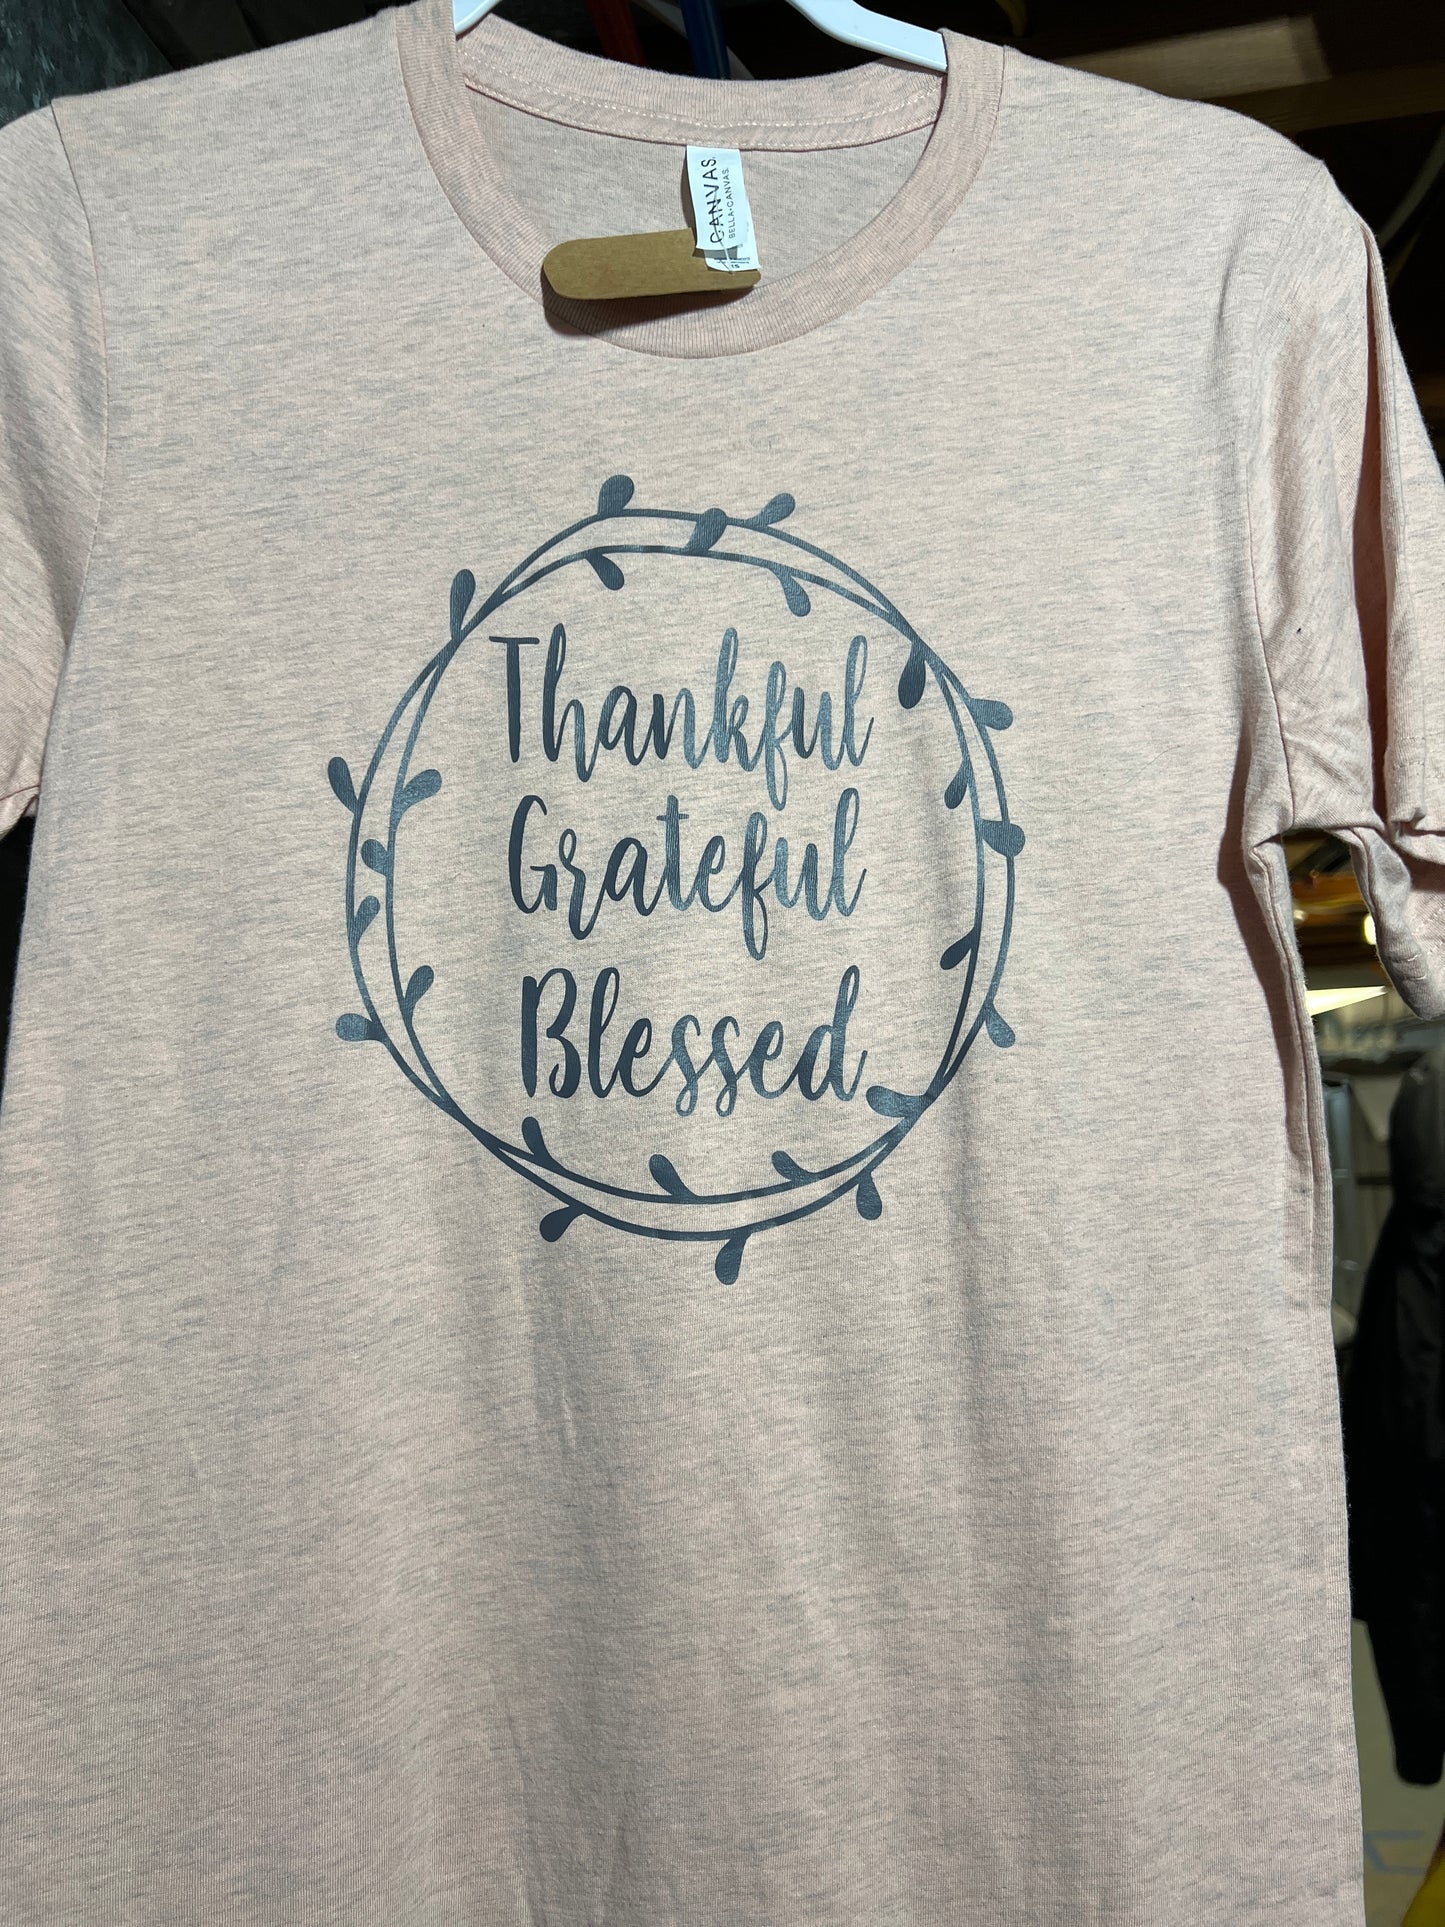 CANVAS.
BELLA+CANVAS.
Thankful
Grateful
Blessed